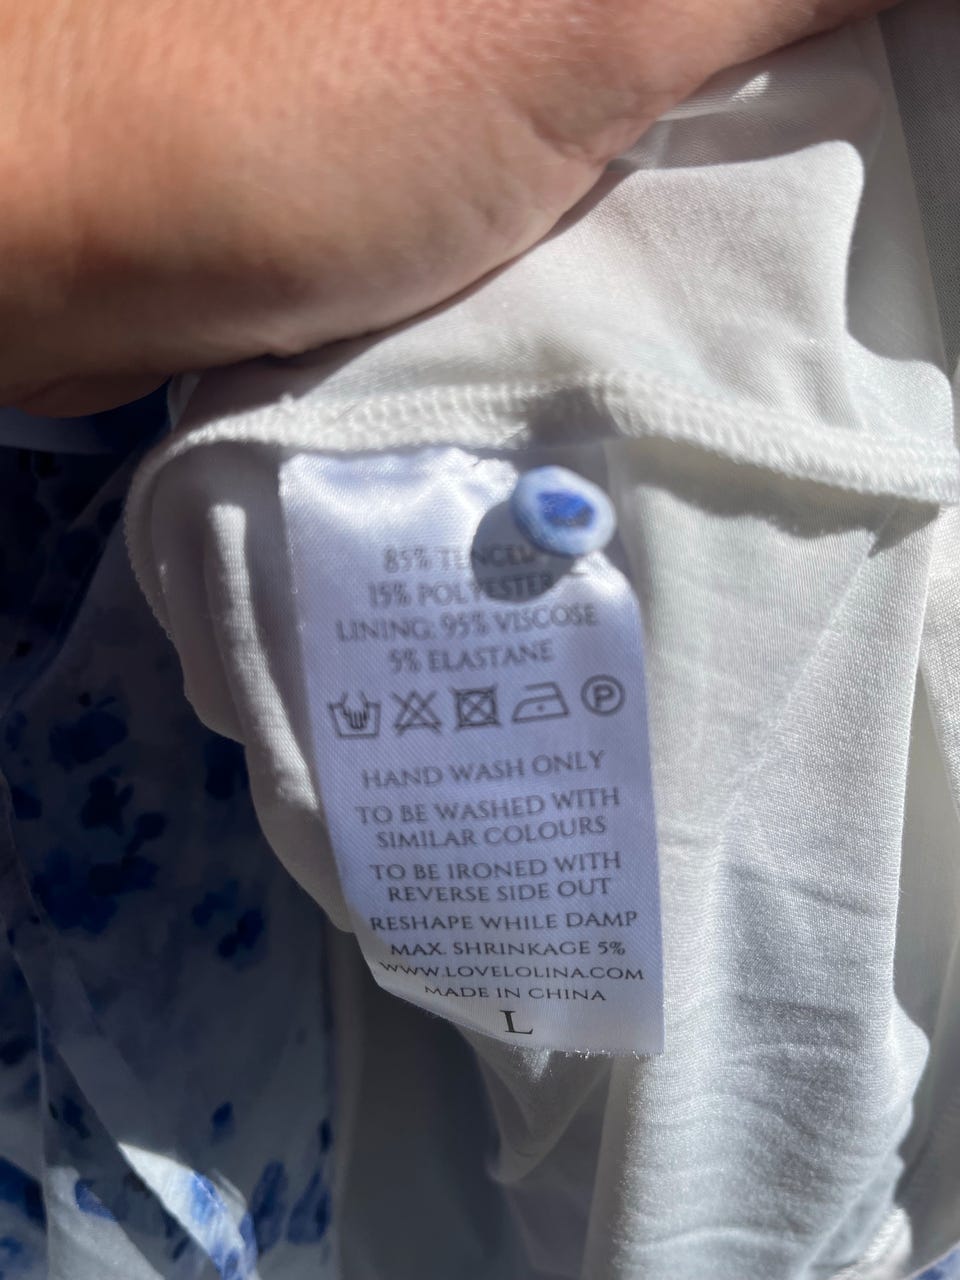 85% TENCEL
15% POLYESTER
LINING: 95% VISCOSE
5% ELASTANE
P
HAND WASH ONLY
TO BE WASHED WITH
SIMILAR COLOURS
TO BE IRONED WITH
REVERSE SIDE OUT
RESHAPE WHILE DAMP
MAX. SHRINKAGE 5%
WWW.LOVELOLINA.COM
MADE IN CHINA
L